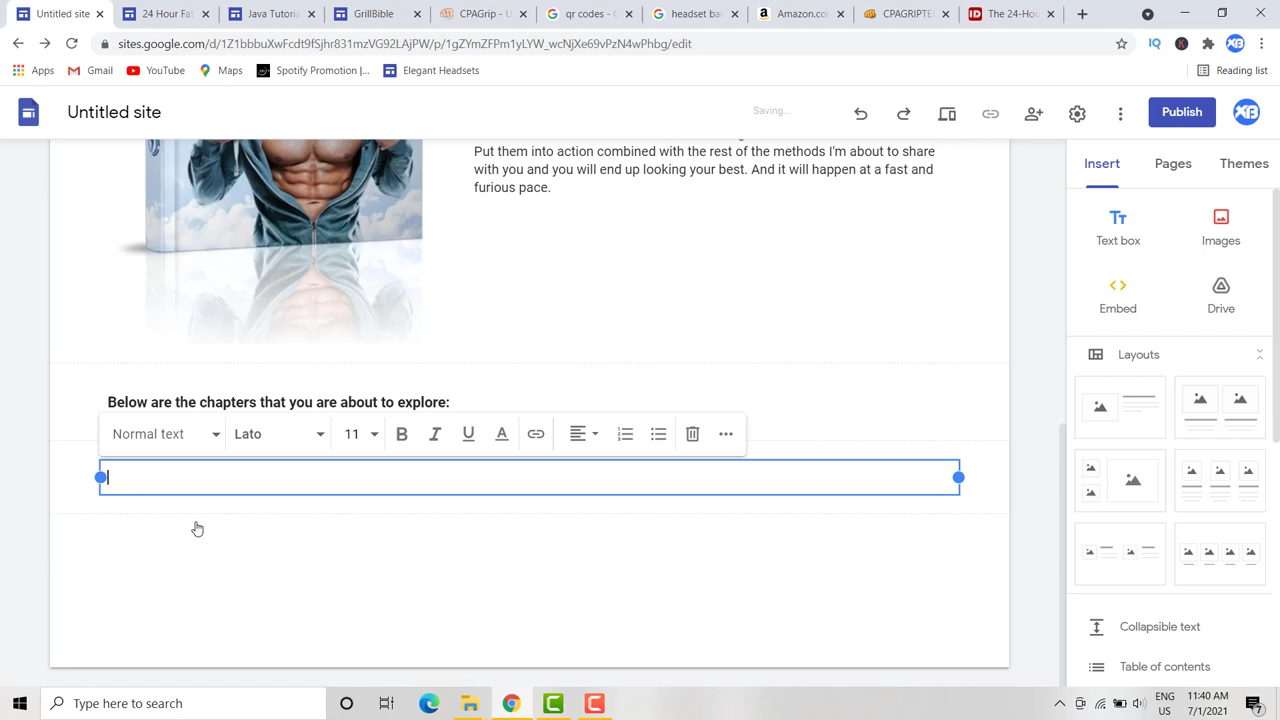 Untitled site
24 Hour Fat
Java Tutoria
GrillBible
CPAGrip - U
qr codes - C
headset b
Amazon.co
CPAGRIPTE
The 24-Hour
sites.google.com/d/1Z1bbbuXwFcdt9fSjhr831mzVG92LAjPW/p/1gZYmZFPm1yLYW_wcNjXe69vPzN4wPhbg/edit
Apps
Gmail
YouTube
Maps
Spotify Promotion |...
Elegant Headsets
Reading list
Untitled site
Saving...
Publish
Insert
Pages
Themes
Put them into action combined with the rest of the methods I'm about to share
with you and you will end up looking your best. And it will happen at a fast and
furious pace.
Text box
Images
Embed
Drive
Layouts
Below are the chapters that you are about to explore:
Normal text
Lato
11
Collapsible text
Table of contents
Type here to search
ENG
US
11:40 AM
7/1/2021
7